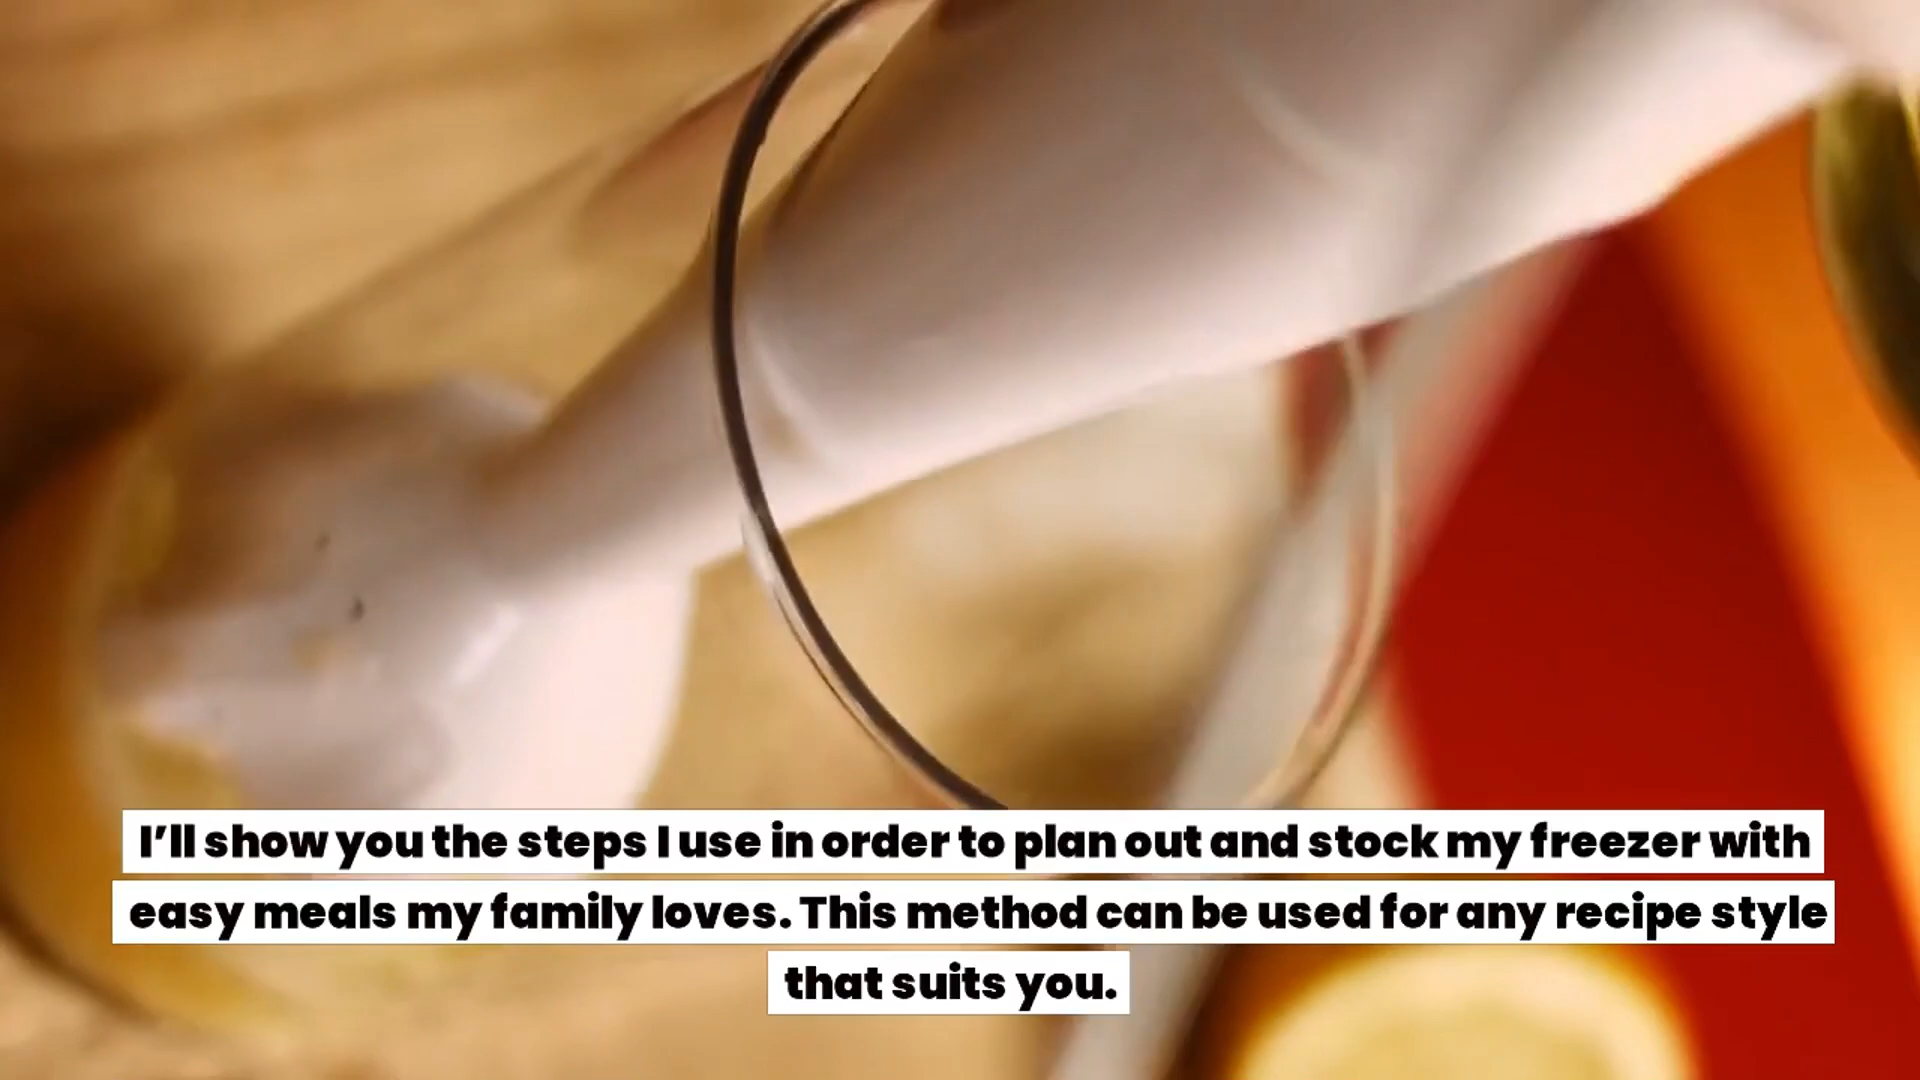 I’ll show you the steps I use in order to plan out and stock my freezer with
easy meals my family loves. This method can be used for any recipe style
that suits you.